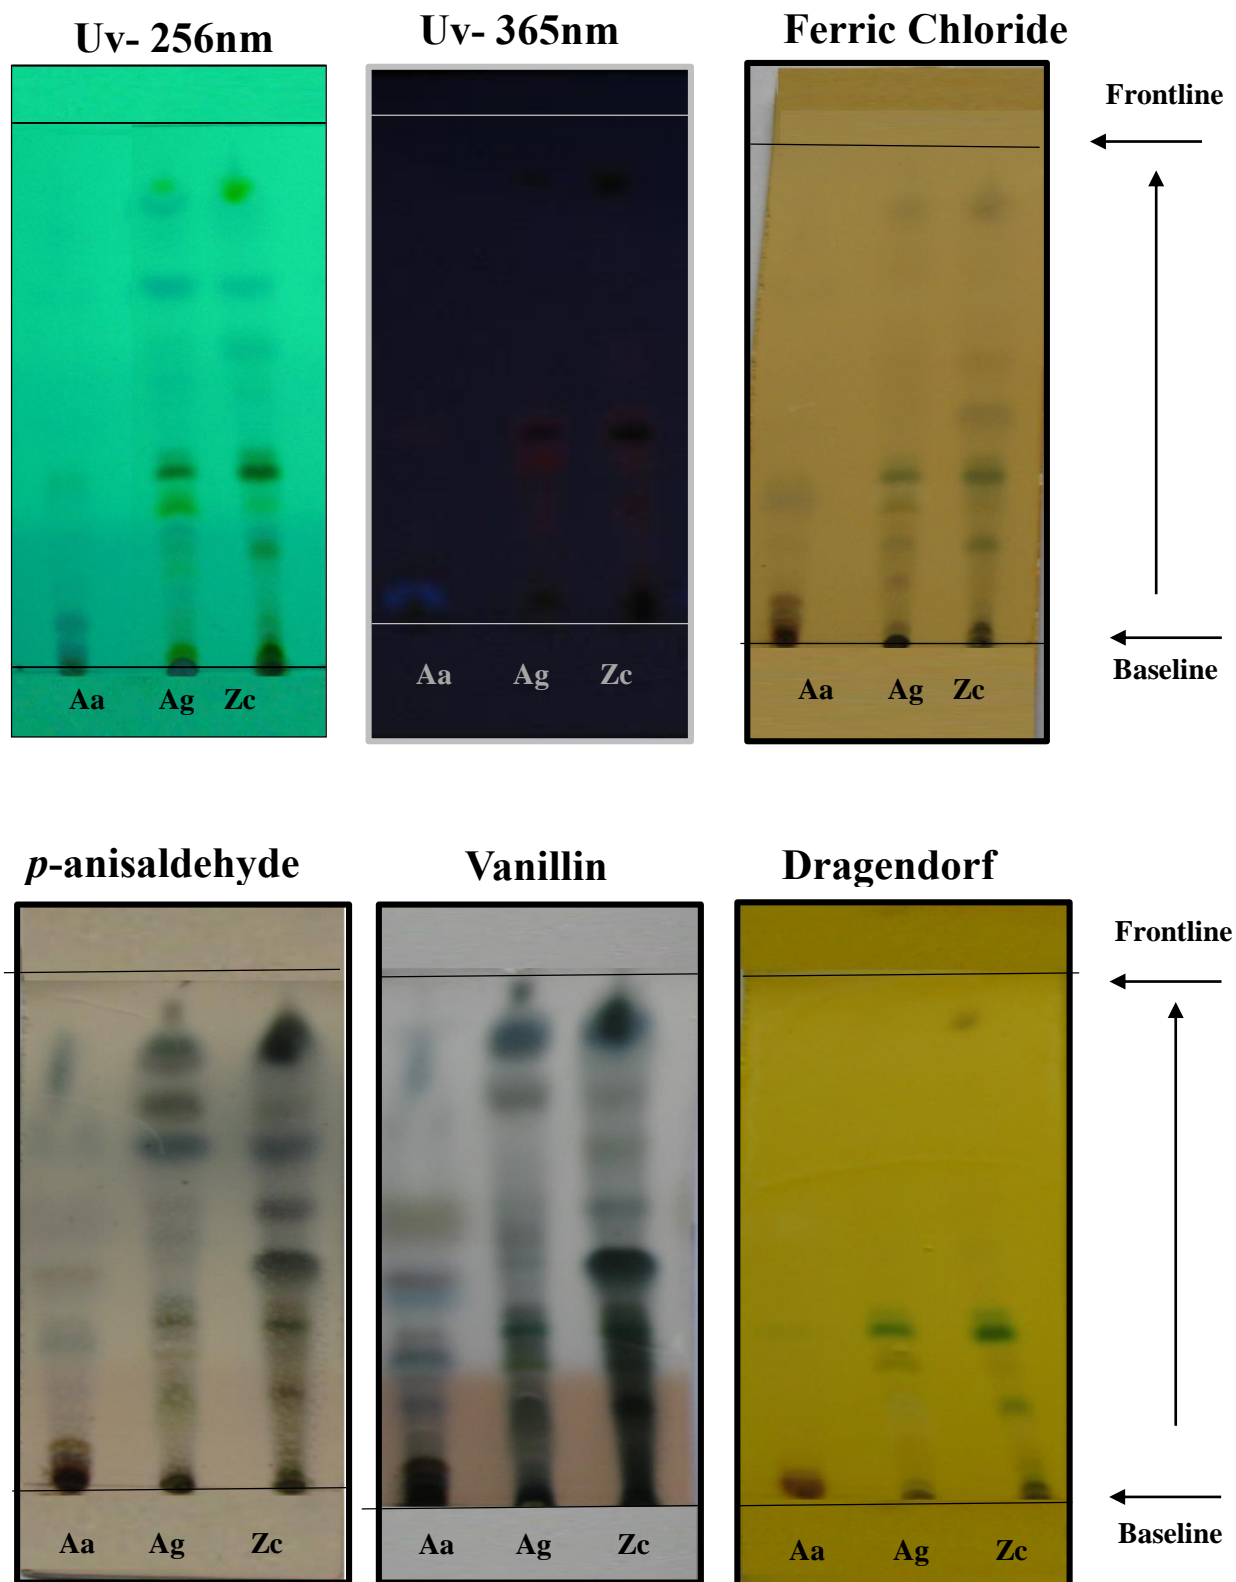 Uv- 256nm
Uv- 365nm
Ferric Chloride
Frontline
Baseline
Aa Ag Zc
Aa Ag Zc
Aa Ag Zc
p-anisaldehyde
Vanillin
Dragendorf
Frontline
Baseline
Aa Ag Zc
Aa Ag Zc
Aa Ag Zc